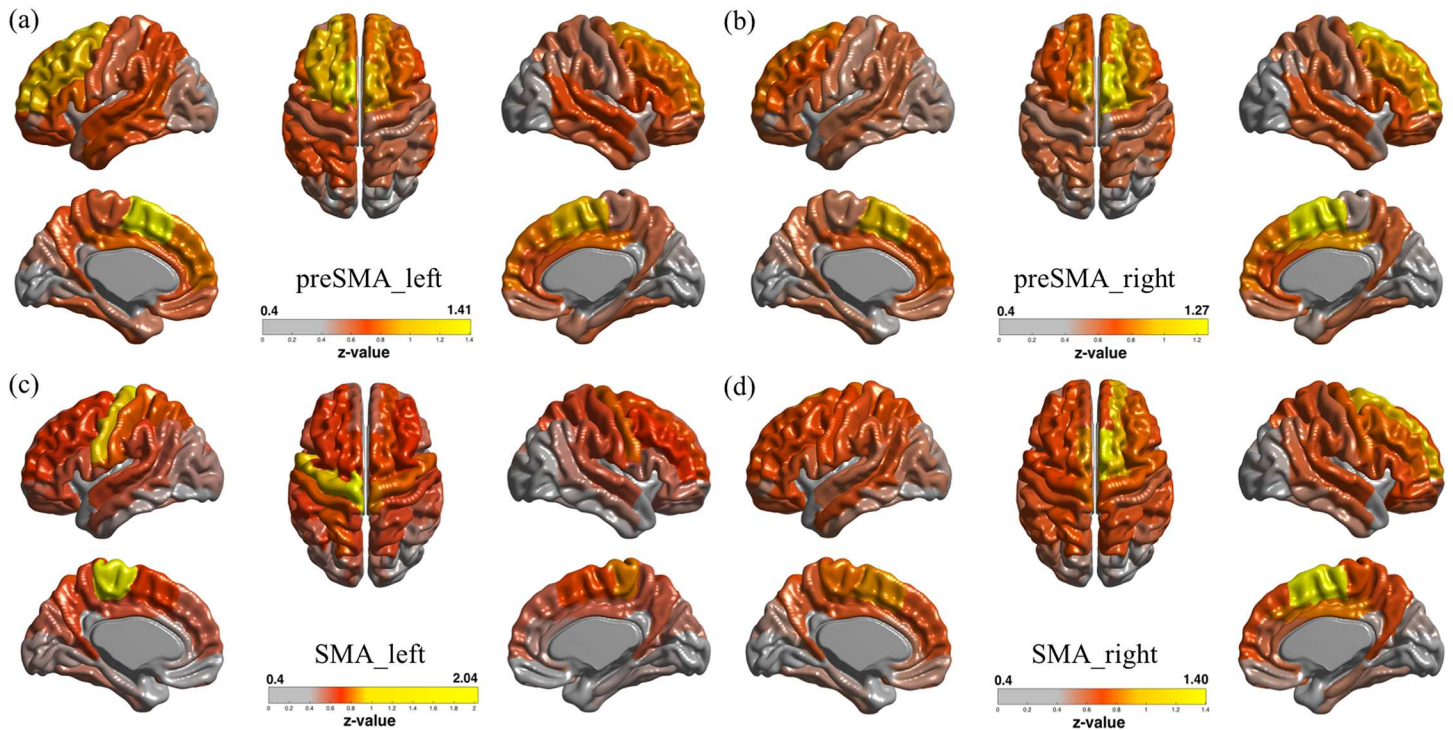 (a)
(b)
preSMA_left
0.4 1.41
0 0.2 0.4 0.6 0.8 1 1.2 1.4
z-value
preSMA_right
0.4 1.27
0 0.2 0.4 0.6 0.8 1 1.2
z-value
(c)
(d)
SMA_left
0.4 2.04
0 0.2 0.4 0.6 0.8 1 1.2 1.4 1.6 1.8 2
z-value
SMA_right
0.4 1.40
0 0.2 0.4 0.6 0.8 1 1.2 1.4
z-value